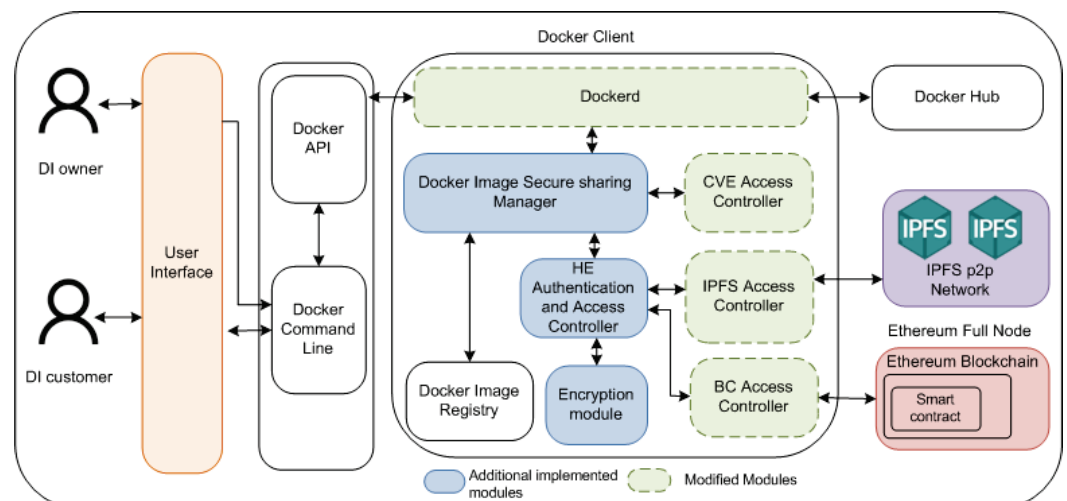 Docker Client
DI owner
DI customer
User
Interface
Docker
API
Docker
Command
Line
Dockerd
Docker Image Secure sharing
Manager
CVE Access
Controller
HE
Authentication
and Access
Controller
IPFS Access
Controller
Docker Image
Registry
Encryption
module
BC Access
Controller
Docker Hub
IPFS
IPFS
IPFS p2p
Network
Ethereum Full Node
Ethereum Blockchain
Smart
contract
Additional implemented
modules
Modified Modules